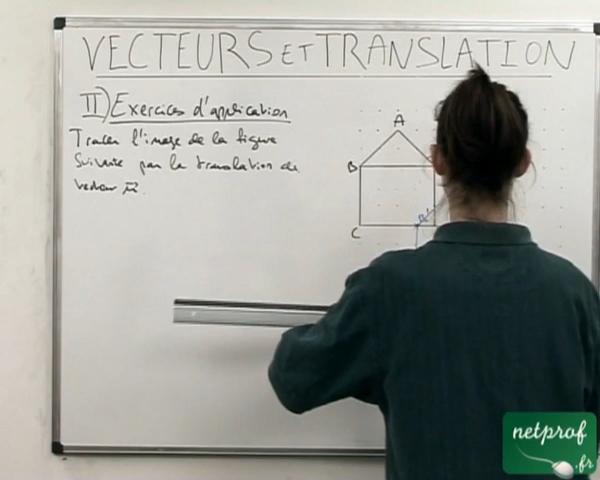 VECTEURS ET TRANSLATION
II) Exercices d'application
Tracer l'image de la figure
suivante par la translation de
vecteur u.
A
B
B'
C
netprof
.fr